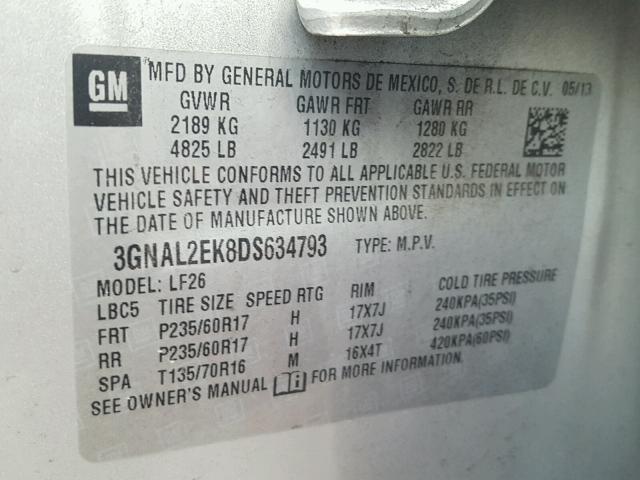 GM
MFD BY GENERAL MOTORS DE MEXICO, S. DE R.L. DE C.V. 05/13
GVWR GAWR FRT GAWR RR
2189 KG 1130 KG 1280 KG
4825 LB 2491 LB 2822 LB
THIS VEHICLE CONFORMS TO ALL APPLICABLE U.S. FEDERAL MOTOR
VEHICLE SAFETY AND THEFT PREVENTION STANDARDS IN EFFECT ON
THE DATE OF MANUFACTURE SHOWN ABOVE.
3GNAL2EK8DS634793 TYPE: M.P.V.
MODEL: LF26
LBC5 TIRE SIZE SPEED RTG RIM COLD TIRE PRESSURE
FRT P235/60R17 H 17X7J 240KPA(35PSI)
RR P235/60R17 H 17X7J 240KPA(35PSI)
SPA T135/70R16 M 16X4T 420KPA(60PSI)
SEE OWNER'S MANUAL FOR MORE INFORMATION.